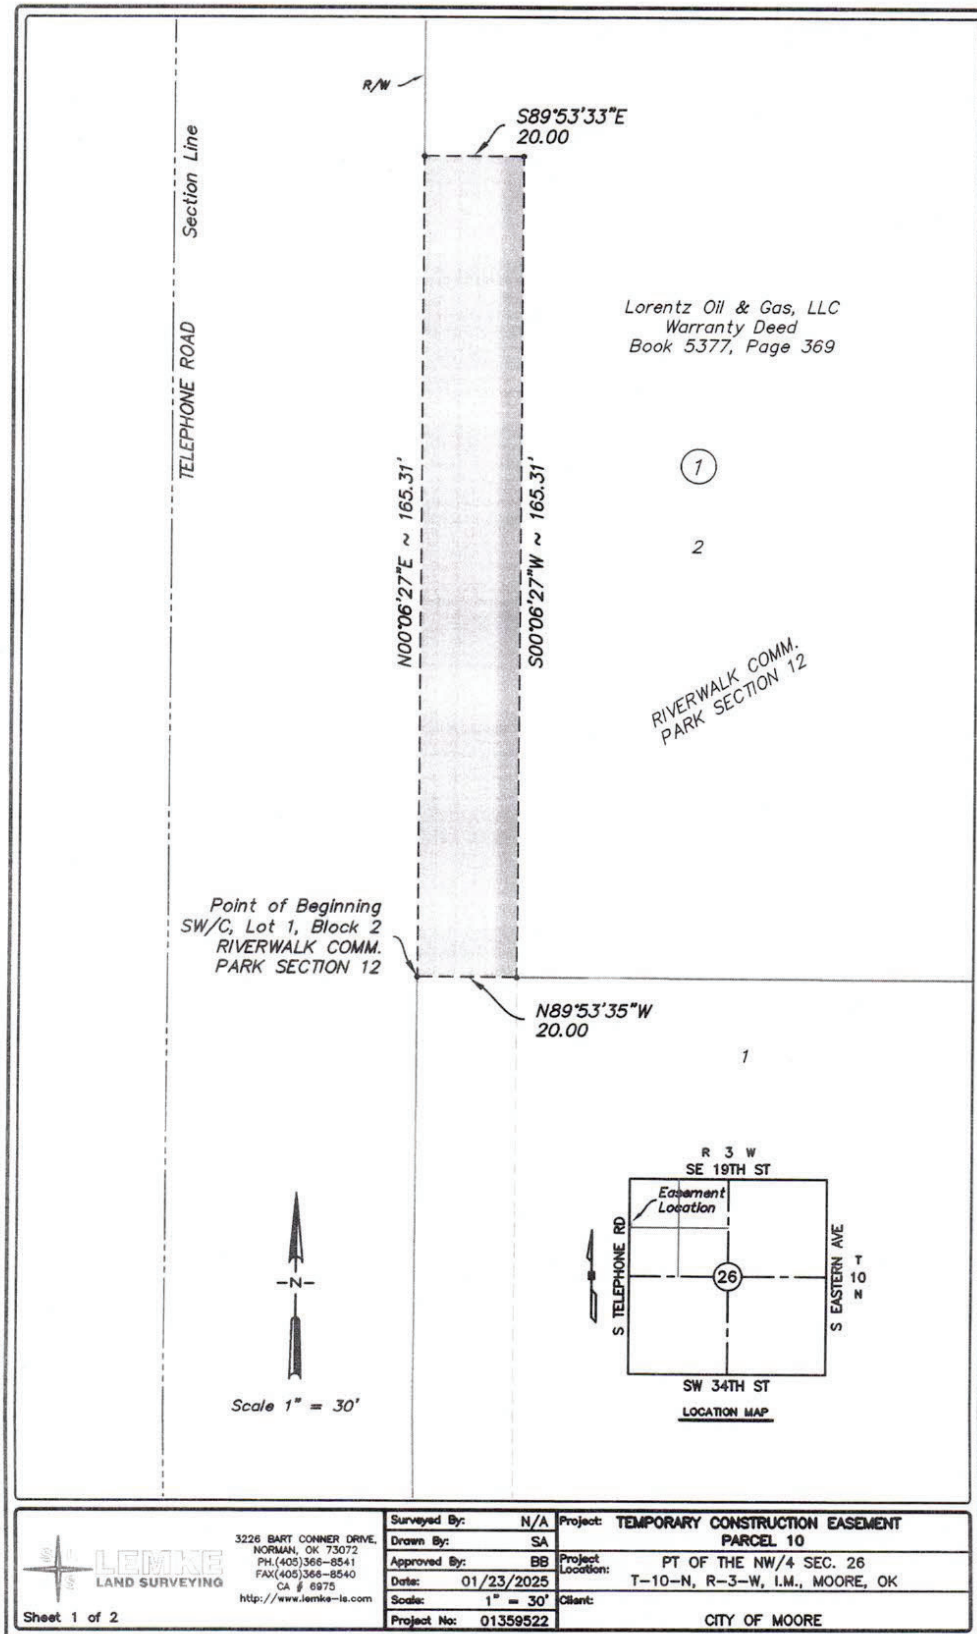 R/W
S89°53'33"E
20.00
Section Line
TELEPHONE ROAD
Lorentz Oil & Gas, LLC
Warranty Deed
Book 5377, Page 369
1
2
N00°06'27"E ~ 165.31'
S00°06'27"W ~ 165.31'
RIVERWALK COMM.
PARK SECTION 12
Point of Beginning
SW/C, Lot 1, Block 2
RIVERWALK COMM.
PARK SECTION 12
N89°53'35"W
20.00
1
R 3 W
SE 19TH ST
Easement
Location
S TELEPHONE RD
26
S EASTERN AVE
T
10
N
SW 34TH ST
LOCATION MAP
-N-
Scale 1" = 30'
LEMKE
LAND SURVEYING
3226 BART CONNER DRIVE,
NORMAN, OK 73072
PH.(405)366-8541
FAX(405)366-8540
CA # 6975
http://www.lemke-ls.com
Sheet 1 of 2
Surveyed By: N/A
Drawn By: SA
Approved By: BB
Date: 01/23/2025
Scale: 1" = 30'
Project No: 01359522
Project: TEMPORARY CONSTRUCTION EASEMENT
PARCEL 10
Project Location: PT OF THE NW/4 SEC. 26
T-10-N, R-3-W, I.M., MOORE, OK
Client:
CITY OF MOORE